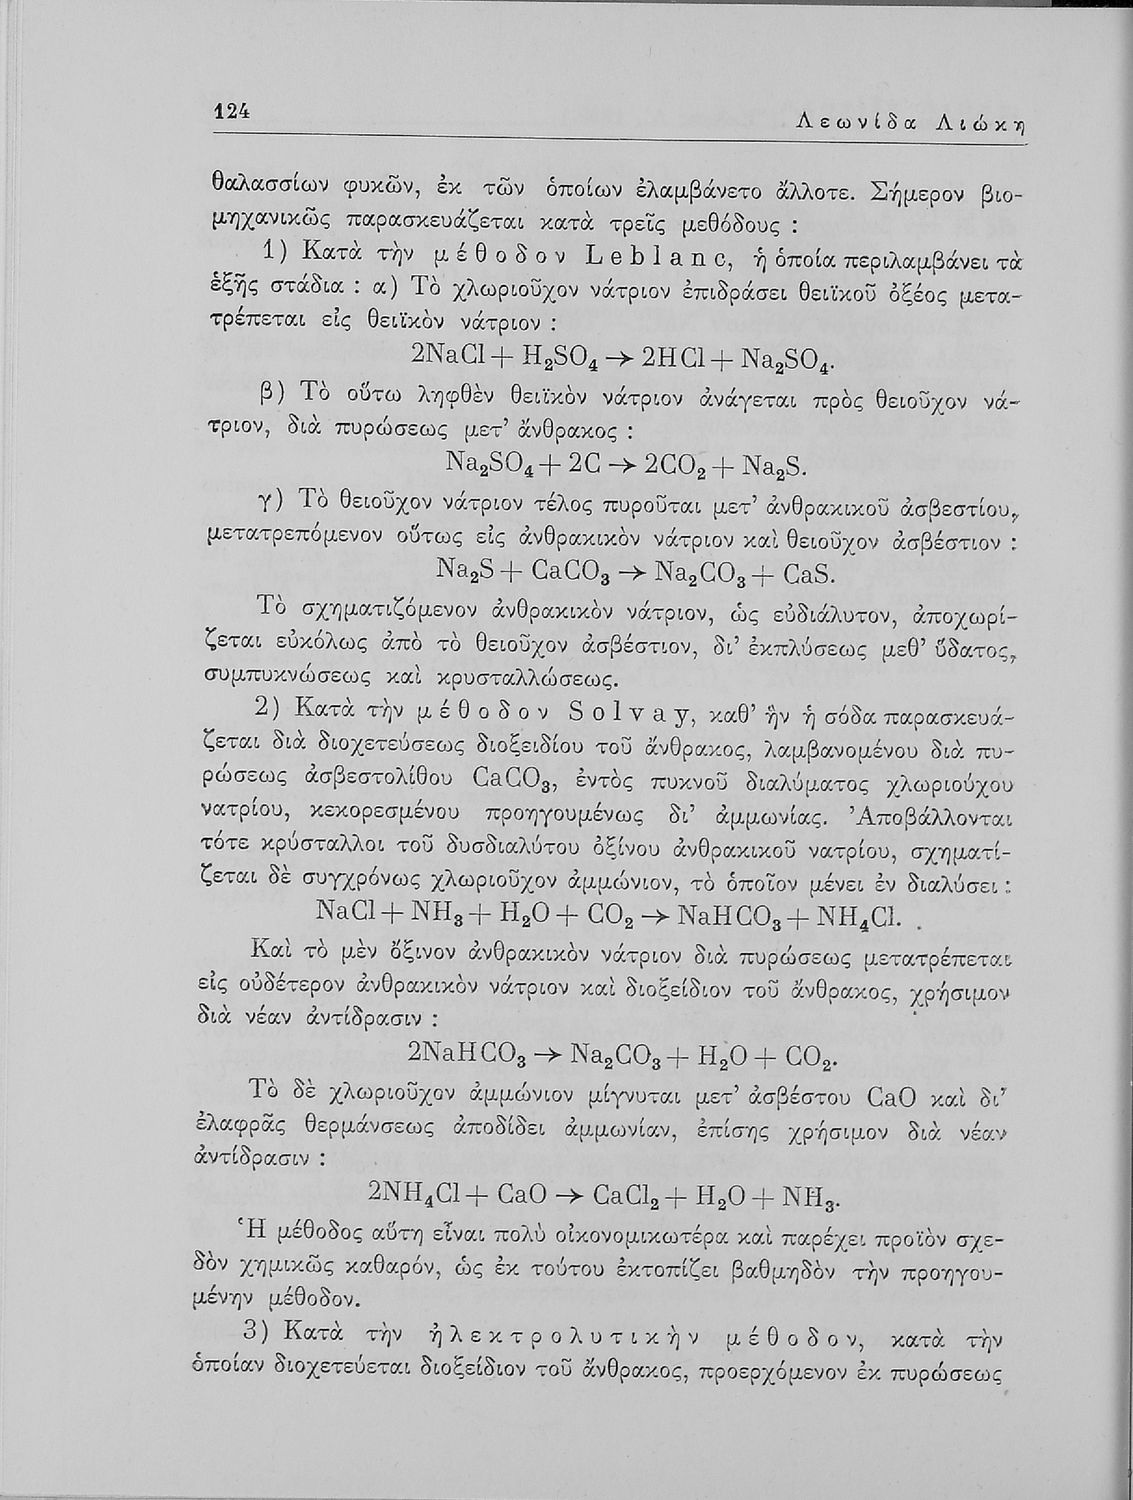 124
Λεωνίδα Λιώκη
θαλασσίων φυκῶν, ἐκ τῶν ὁποίων ἐλαμβάνετο ἄλλοτε. Σήμερον βιο-
μηχανικῶς παρασκευάζεται κατὰ τρεῖς μεθόδους :
1) Κατὰ τὴν μέθοδον Leblanc, ἡ ὁποία περιλαμβάνει τὰ
ἑξῆς στάδια : α) Τὸ χλωριοῦχον νάτριον ἐπιδράσει θειϊκοῦ ὀξέος μετα-
τρέπεται εἰς θειϊκὸν νάτριον :
2NaCl + H₂SO₄ → 2HCl + Na₂SO₄.
β) Τὸ οὕτω ληφθὲν θειϊκὸν νάτριον ἀνάγεται πρὸς θειοῦχον νά-
τριον, διὰ πυρώσεως μετ’ ἄνθρακος :
Na₂SO₄ + 2C → 2CO₂ + Na₂S.
γ) Τὸ θειοῦχον νάτριον τέλος πυροῦται μετ’ ἀνθρακικοῦ ἀσβεστίου,
μετατρεπόμενον οὕτως εἰς ἀνθρακικὸν νάτριον καὶ θειοῦχον ἀσβέστιον :
Na₂S + CaCO₃ → Na₂CO₃ + CaS.
Τὸ σχηματιζόμενον ἀνθρακικὸν νάτριον, ὡς εὐδιάλυτον, ἀποχωρί-
ζεται εὐκόλως ἀπὸ τὸ θειοῦχον ἀσβέστιον, δι’ ἐκπλύσεως μεθ’ ὕδατος,
συμπυκνώσεως καὶ κρυσταλλώσεως.
2) Κατὰ τὴν μέθοδον Solvay, καθ’ ἣν ἡ σόδα παρασκευά-
ζεται διὰ διοχετεύσεως διοξειδίου τοῦ ἄνθρακος, λαμβανομένου διὰ πυ-
ρώσεως ἀσβεστολίθου CaCO₃, ἐντὸς πυκνοῦ διαλύματος χλωριούχου
νατρίου, κεκορεσμένου προηγουμένως δι’ ἀμμωνίας. Ἀποβάλλονται
τότε κρύσταλλοι τοῦ δυσδιαλύτου ὀξίνου ἀνθρακικοῦ νατρίου, σχηματί-
ζεται δὲ συγχρόνως χλωριοῦχον ἀμμώνιον, τὸ ὁποῖον μένει ἐν διαλύσει :
NaCl + NH₃ + H₂O + CO₂ → NaHCO₃ + NH₄Cl.
Καὶ τὸ μὲν ὄξινον ἀνθρακικὸν νάτριον διὰ πυρώσεως μετατρέπεται
εἰς οὐδέτερον ἀνθρακικὸν νάτριον καὶ διοξείδιον τοῦ ἄνθρακος, χρήσιμον
διὰ νέαν ἀντίδρασιν :
2NaHCO₃ → Na₂CO₃ + H₂O + CO₂.
Τὸ δὲ χλωριοῦχον ἀμμώνιον μίγνυται μετ’ ἀσβέστου CaO καὶ δι’
ἐλαφρᾶς θερμάνσεως ἀποδίδει ἀμμωνίαν, ἐπίσης χρήσιμον διὰ νέαν
ἀντίδρασιν :
2NH₄Cl + CaO → CaCl₂ + H₂O + NH₃.
Ἡ μέθοδος αὕτη εἶναι πολὺ οἰκονομικωτέρα καὶ παρέχει προϊὸν σχε-
δὸν χημικῶς καθαρόν, ὡς ἐκ τούτου ἐκτοπίζει βαθμηδὸν τὴν προηγου-
μένην μέθοδον.
3) Κατὰ τὴν ἠλεκτρολυτικὴν μέθοδον, κατὰ τὴν
ὁποίαν διοχετεύεται διοξείδιον τοῦ ἄνθρακος, προερχόμενον ἐκ πυρώσεως